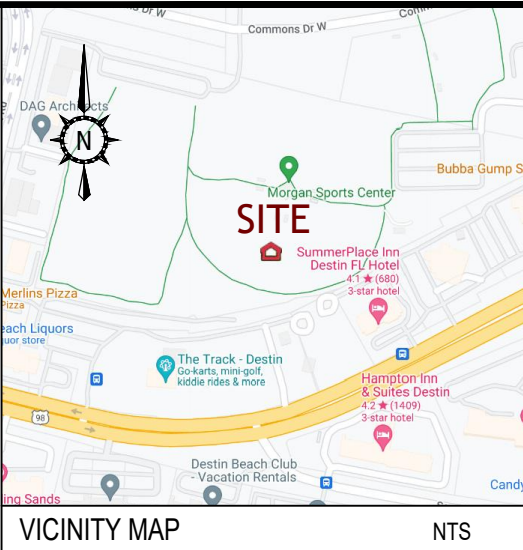 Dr W
Commons Dr W
Com
DAG Architects
N
Bubba Gump S
Morgan Sports Center
SITE
SummerPlace Inn
Destin FL Hotel
4.1 ★ (680)
3-star hotel
Merlins Pizza
Pizza
each Liquors
uor store
The Track - Destin
Go-karts, mini-golf,
kiddie rides & more
Hampton Inn
& Suites Destin
4.2 ★ (1409)
3-star hotel
98
Destin Beach Club
- Vacation Rentals
ing Sands
Candy
VICINITY MAP
NTS